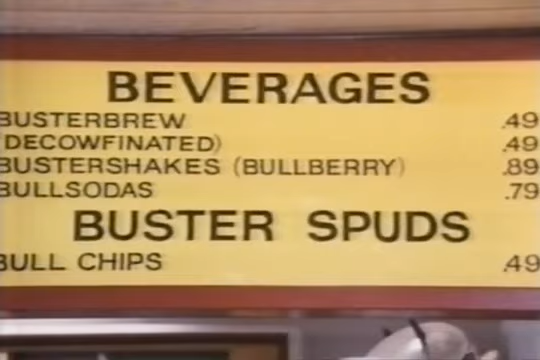 BEVERAGES
BUSTERBREW .49
(DECOWFINATED) .49
BUSTERSHAKES (BULLBERRY) .89
BULLSODAS .79
BUSTER SPUDS
BULL CHIPS .49